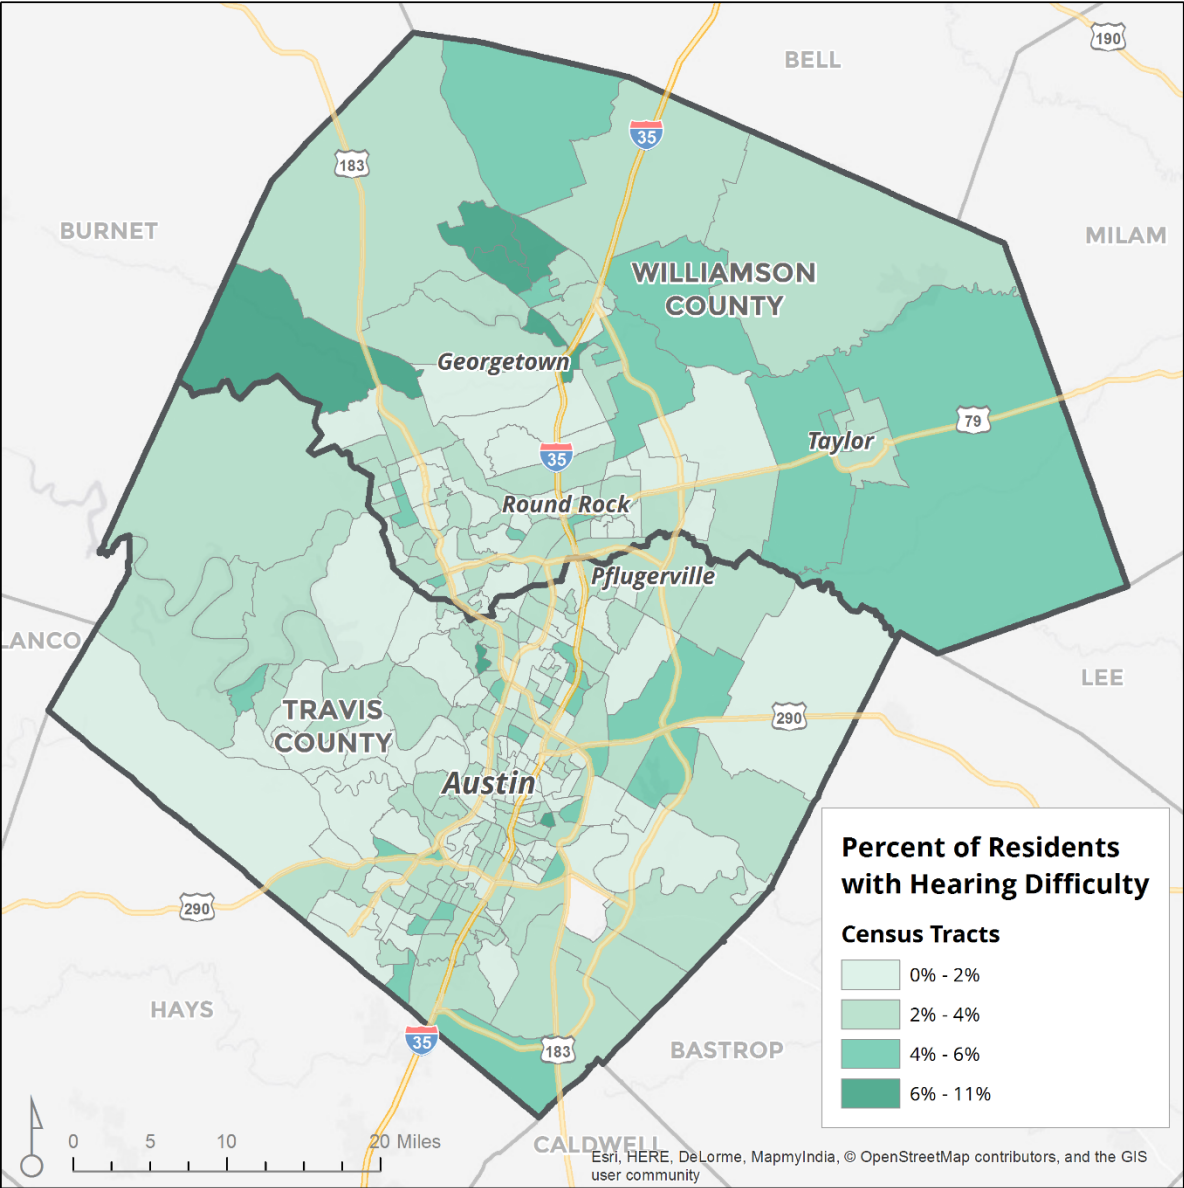 BELL
190
35
183
BURNET
MILAM
WILLIAMSON
COUNTY
Georgetown
79
Taylor
35
Round Rock
Pflugerville
LANCO
LEE
TRAVIS
COUNTY
290
Austin
Percent of Residents
with Hearing Difficulty
Census Tracts
0% - 2%
2% - 4%
4% - 6%
6% - 11%
290
HAYS
35
183
BASTROP
0 5 10 20 Miles
CALDWELL
Esri, HERE, DeLorme, MapmyIndia, © OpenStreetMap contributors, and the GIS
user community